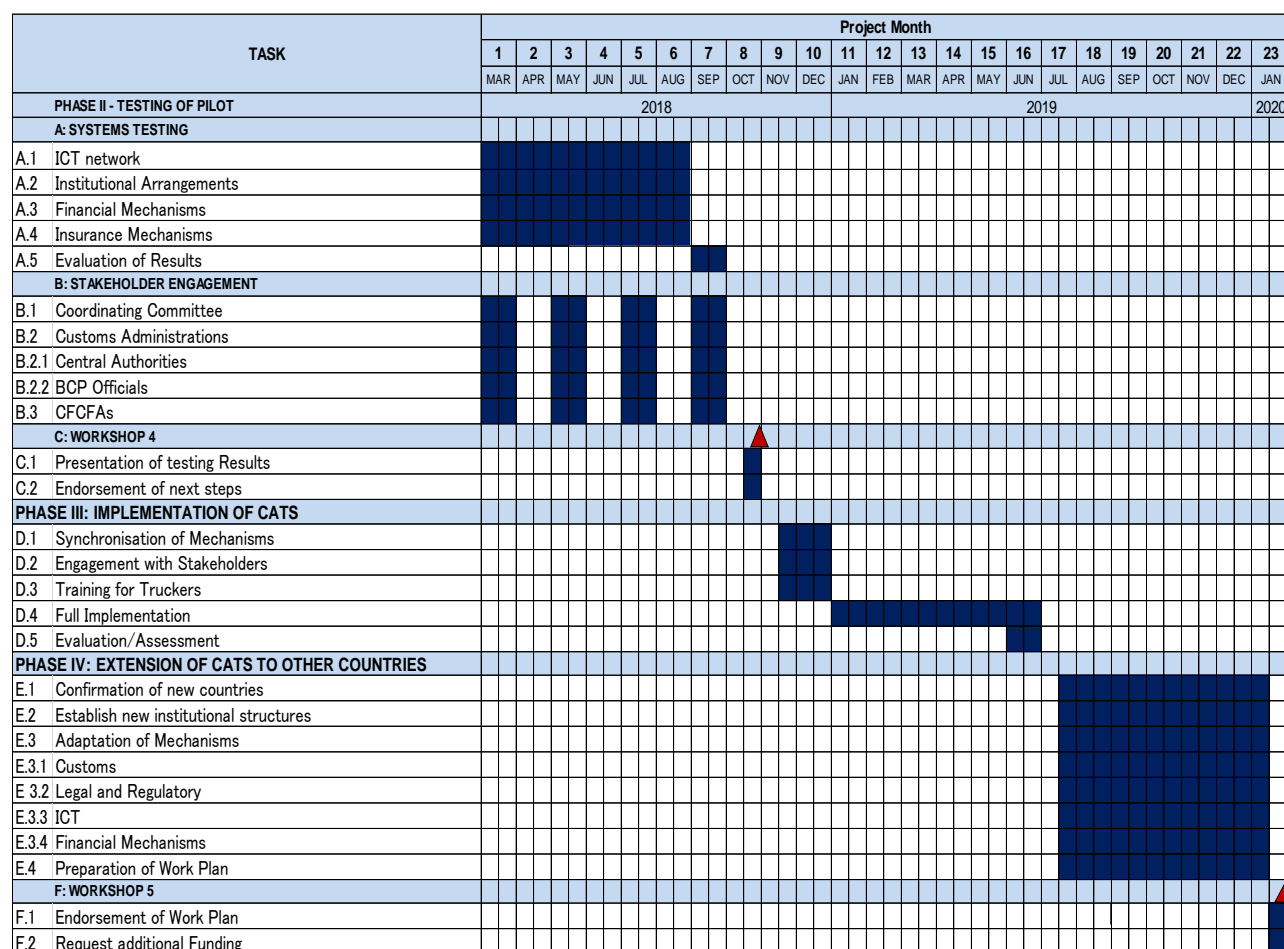 TASK
Project Month
1 2 3 4 5 6 7 8 9 10 11 12 13 14 15 16 17 18 19 20 21 22 23
MAR APR MAY JUN JUL AUG SEP OCT NOV DEC JAN FEB MAR APR MAY JUN JUL AUG SEP OCT NOV DEC JAN
PHASE II - TESTING OF PILOT 2018 2019 2020
A: SYSTEMS TESTING
A.1 ICT network
A.2 Institutional Arrangements
A.3 Financial Mechanisms
A.4 Insurance Mechanisms
A.5 Evaluation of Results
B: STAKEHOLDER ENGAGEMENT
B.1 Coordinating Committee
B.2 Customs Administrations
B.2.1 Central Authorities
B.2.2 BCP Officials
B.3 CFCFAs
C: WORKSHOP 4
C.1 Presentation of testing Results
C.2 Endorsement of next steps
PHASE III: IMPLEMENTATION OF CATS
D.1 Synchronisation of Mechanisms
D.2 Engagement with Stakeholders
D.3 Training for Truckers
D.4 Full Implementation
D.5 Evaluation/Assessment
PHASE IV: EXTENSION OF CATS TO OTHER COUNTRIES
E.1 Confirmation of new countries
E.2 Establish new institutional structures
E.3 Adaptation of Mechanisms
E.3.1 Customs
E 3.2 Legal and Regulatory
E.3.3 ICT
E.3.4 Financial Mechanisms
E.4 Preparation of Work Plan
F: WORKSHOP 5
F.1 Endorsement of Work Plan
F.2 Request additional Funding